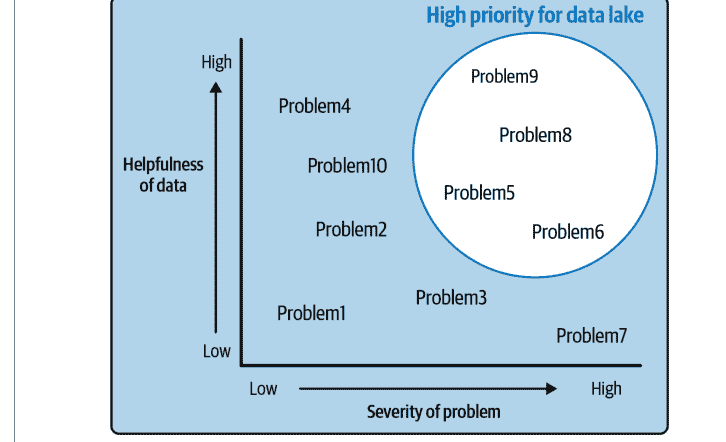 High priority for data lake
High
Problem9
Problem4
Problem8
Helpfulness
of data
Problem10
Problem5
Problem2
Problem6
Problem3
Problem1
Problem7
Low
Low
High
Severity of problem